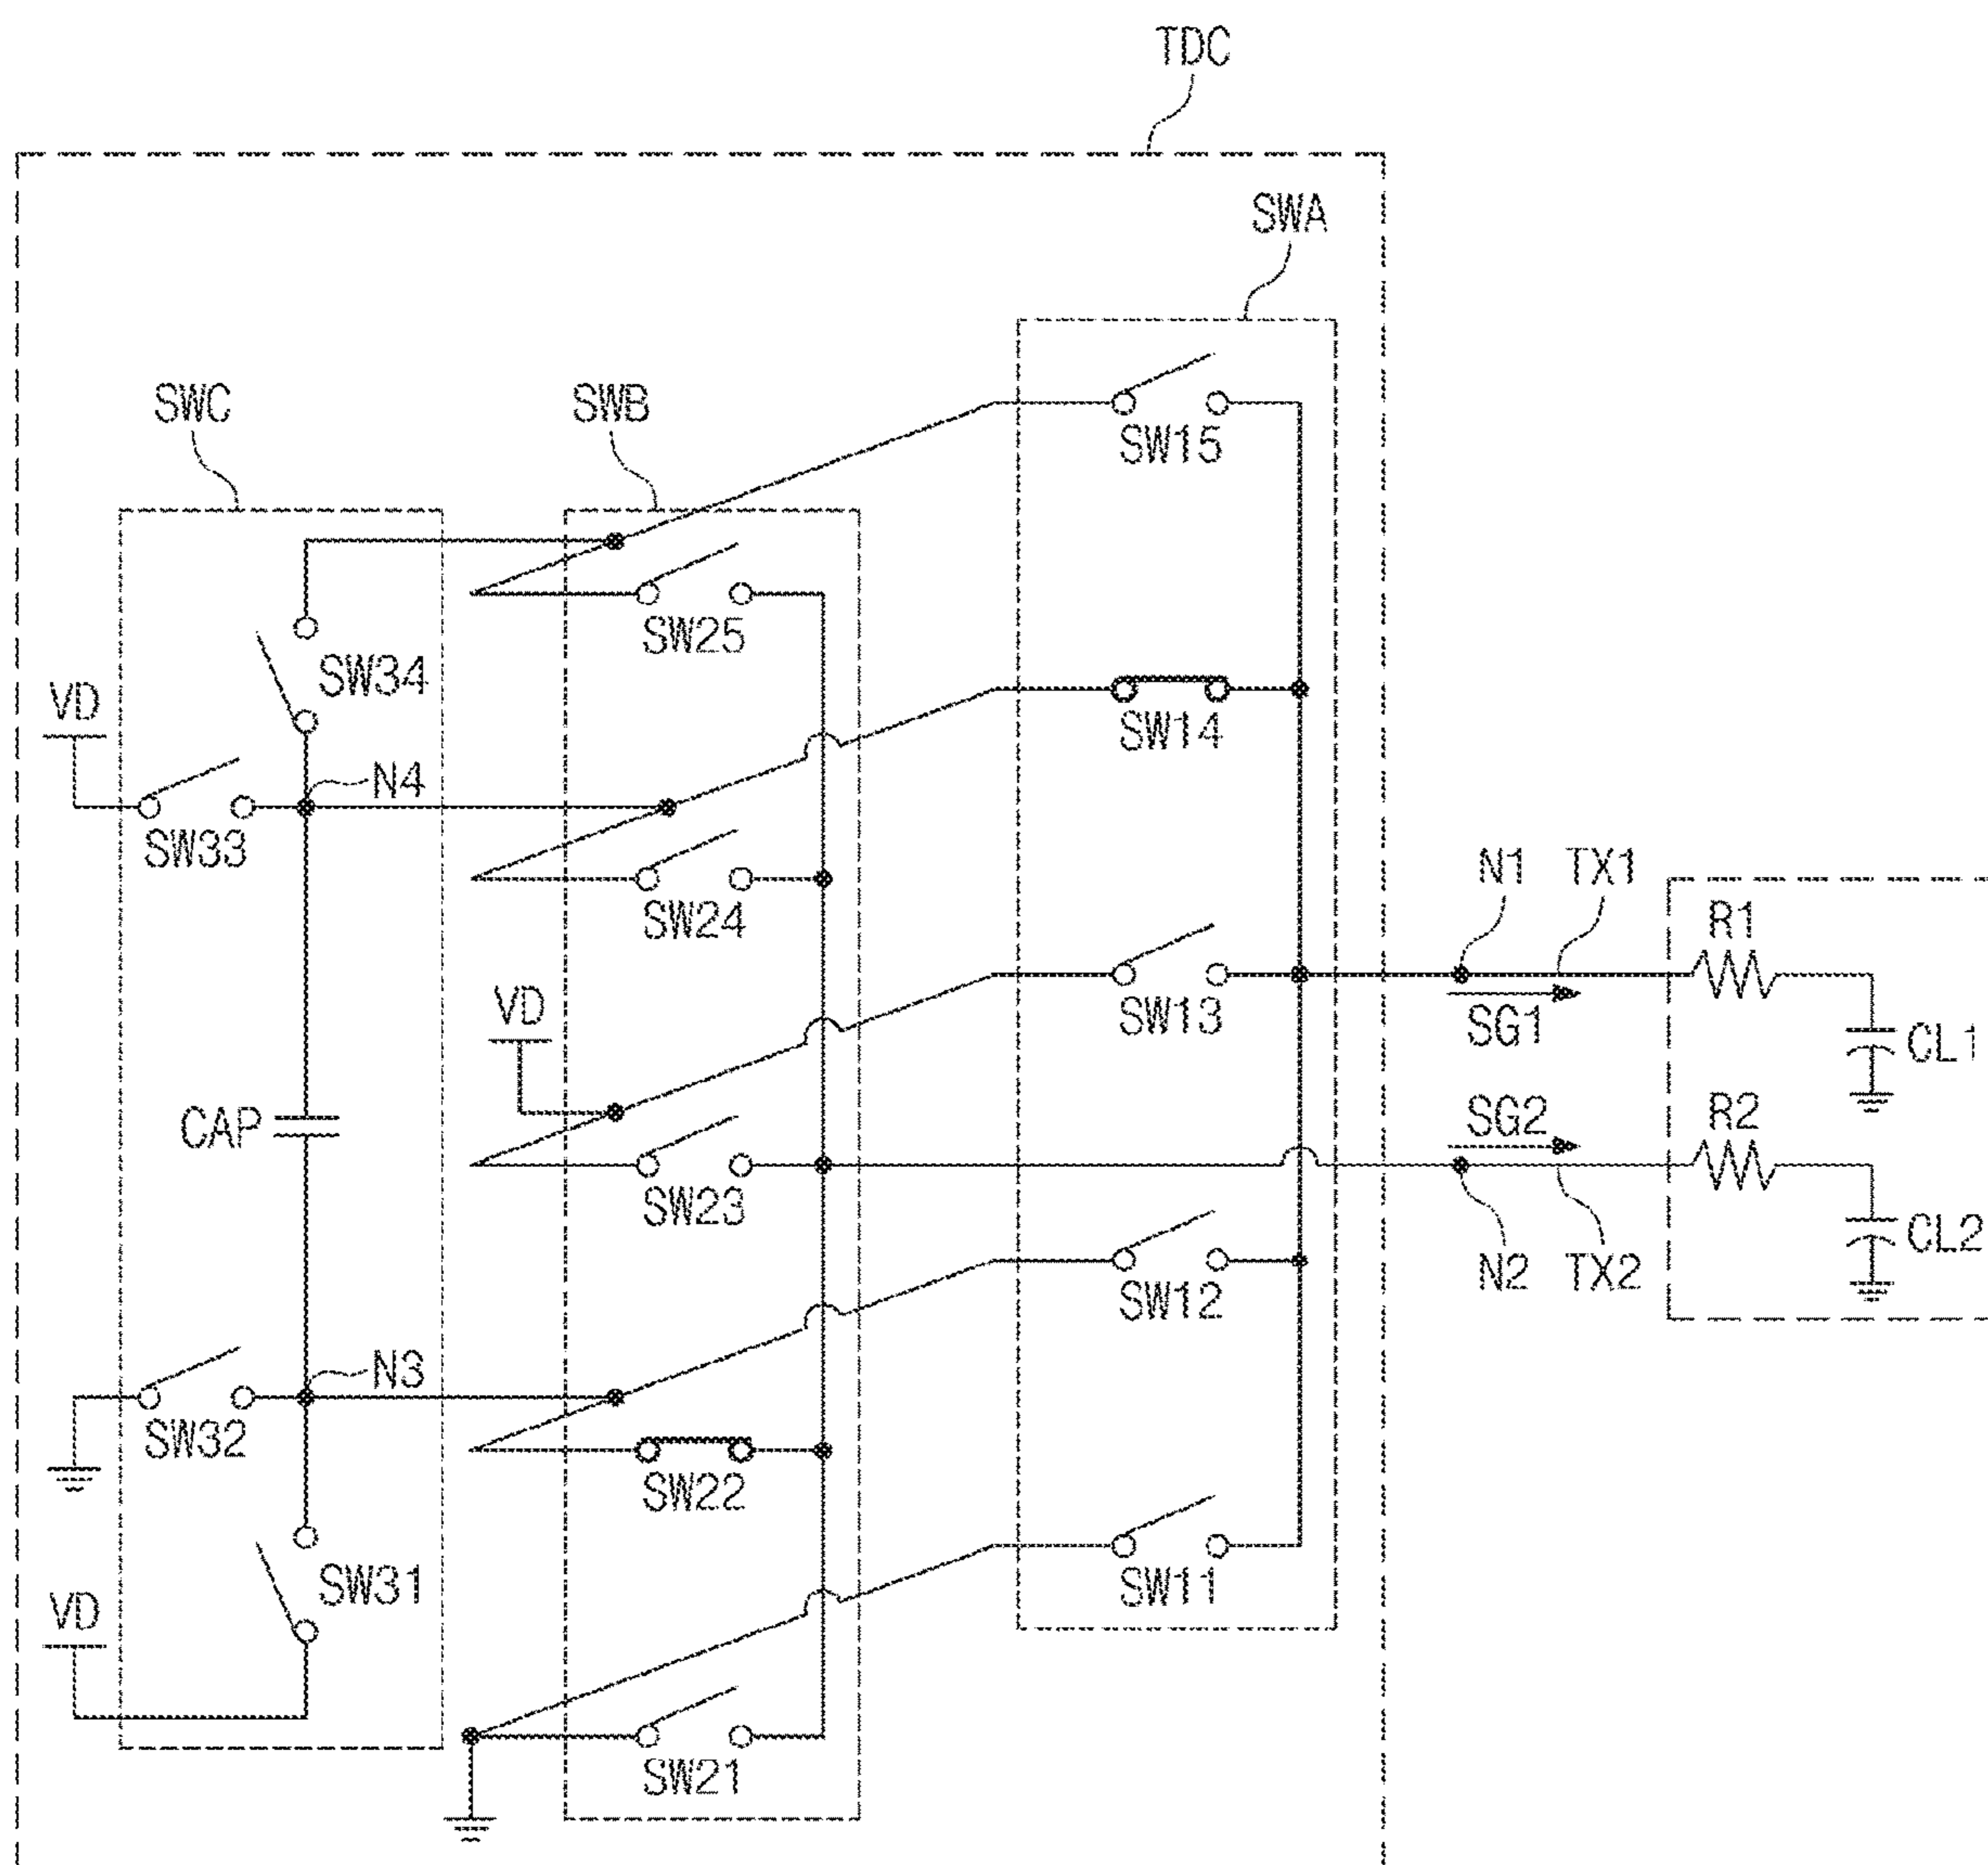 TDC
SWA
SWC
SWB
SW15
SW25
SW34
VD
SW14
N4
SW33
SW24
N1
TX1
R1
VD
SW13
SG1
CL1
CAP
SG2
R2
SW23
N2
TX2
CL2
SW12
N3
SW32
SW22
SW31
SW11
VD
SW21